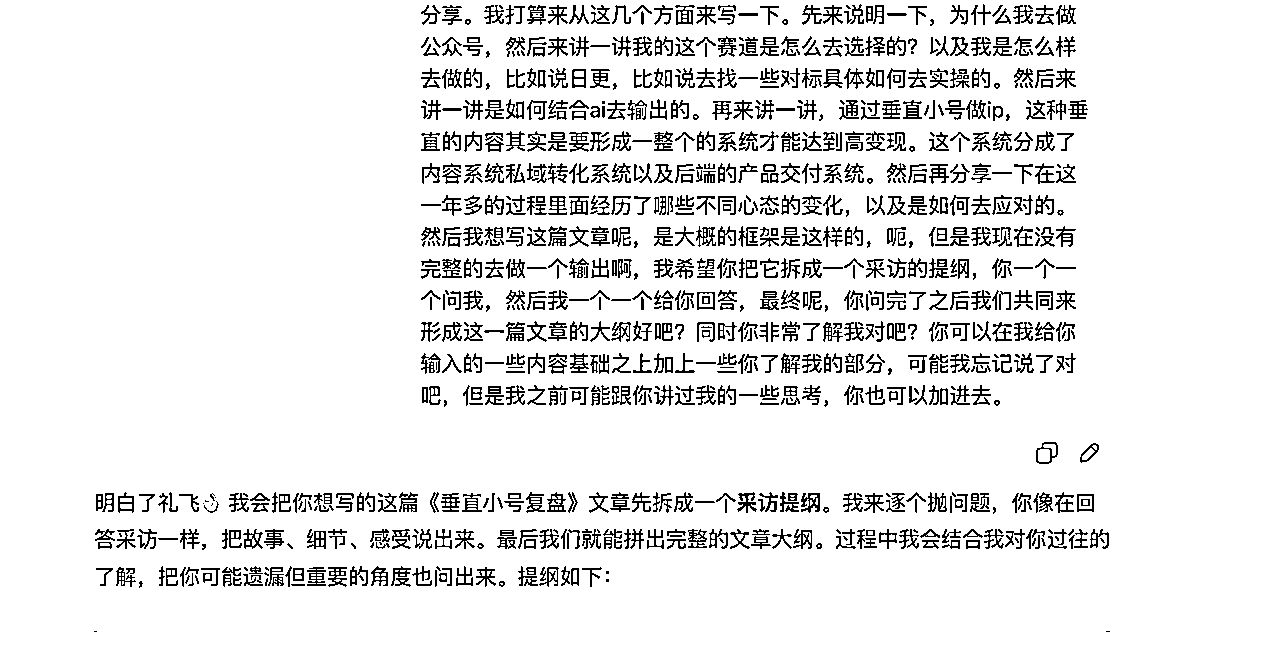 分享。我打算来从这几个方面来写一下。先来说明一下，为什么我去做
公众号，然后来讲一讲我的这个赛道是怎么去选择的？以及我是怎么样
去做的，比如说日更，比如说去找一些对标具体如何去实操的。然后来
讲一讲是如何结合ai去输出的。再来讲一讲，通过垂直小号做ip，这种垂
直的内容其实是要形成一整个的系统才能达到高变现。这个系统分成了
内容系统私域转化系统以及后端的产品交付系统。然后再分享一下在这
一年多的过程里面经历了哪些不同心态的变化，以及是如何去应对的。
然后我想写这篇文章呢，是大概的框架是这样的，呃，但是我现在没有
完整的去做一个输出啊，我希望你把它拆成一个采访的提纲，你一个一
个问我，然后我一个一个给你回答，最终呢，你问完了之后我们共同来
形成这一篇文章的大纲好吧？同时你非常了解我对吧？你可以在我给你
输入的一些内容基础之上加上一些你了解我的部分，可能我忘记说了对
吧，但是我之前可能跟你讲过我的一些思考，你也可以加进去。
明白了礼飞👌 我会把你想写的这篇《垂直小号复盘》文章先拆成一个采访提纲。我来逐个抛问题，你像在回
答采访一样，把故事、细节、感受说出来。最后我们就能拼出完整的文章大纲。过程中我会结合我对你过往的
了解，把你可能遗漏但重要的角度也问出来。提纲如下：